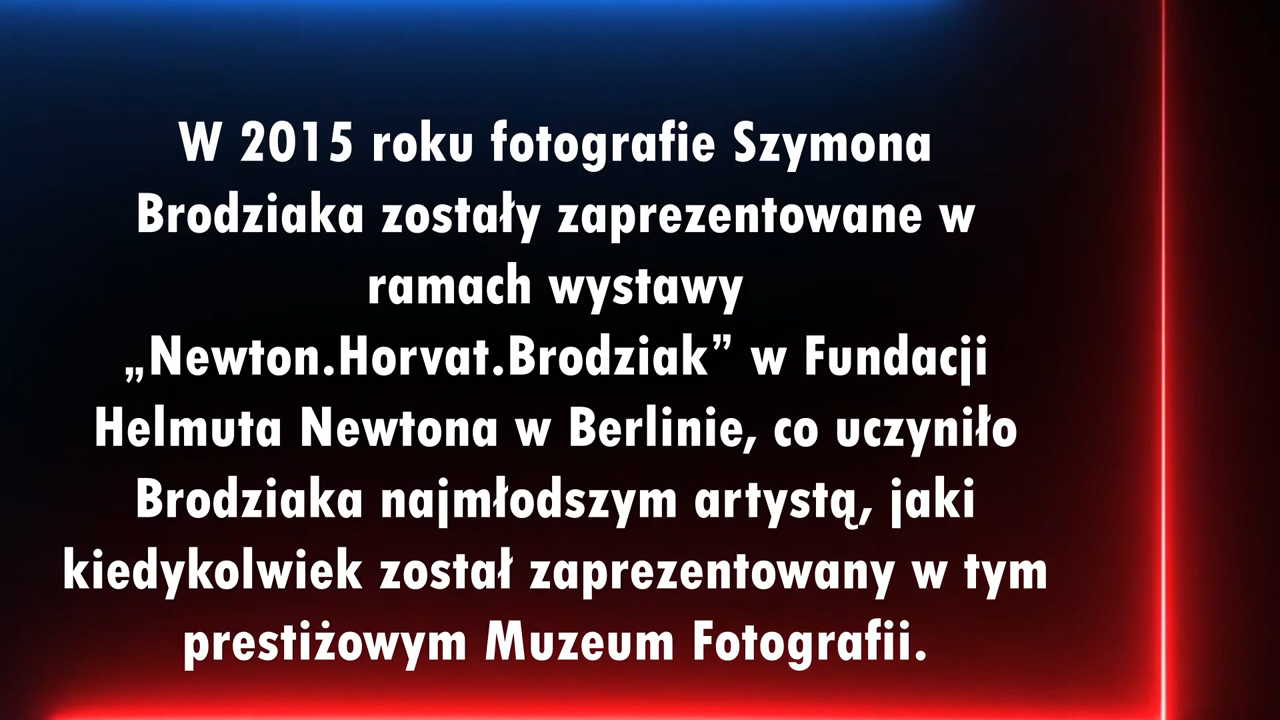 W 2015 roku fotografie Szymona
Brodziaka zostały zaprezentowane w
ramach wystawy
„Newton.Horvat.Brodziak” w Fundacji
Helmuta Newtona w Berlinie, co uczyniło
Brodziaka najmłodszym artystą, jaki
kiedykolwiek został zaprezentowany w tym
prestiżowym Muzeum Fotografii.